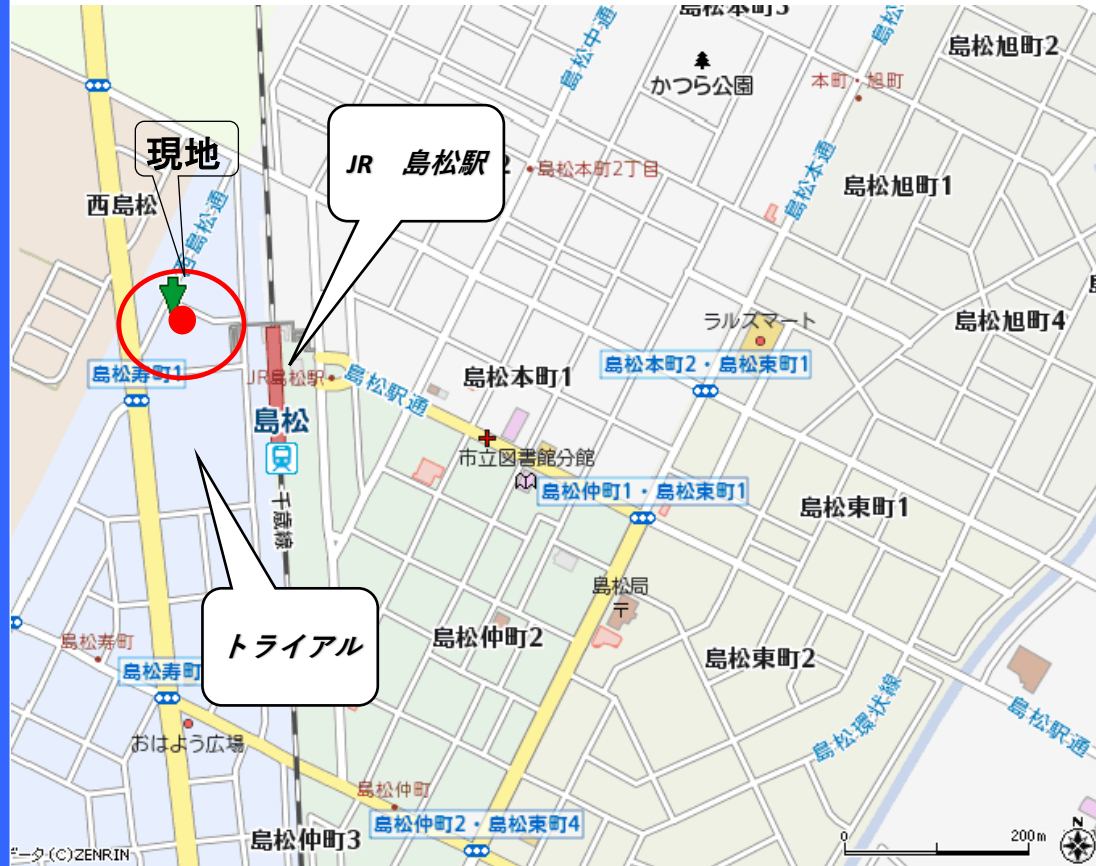 島松本町3
島松中通
島松
島松旭町2
かつら公園
本町・旭町
現地
JR 島松駅
2
島松本町2丁目
島松本通
島松旭町1
西島松
西島松通
ラルズマート
島松旭町4
島松寿町1
JR島松駅
島松駅通
島松本町1
島松本町2・島松東町1
島松
市立図書館分館
島松仲町1・島松東町1
島松東町1
千歳線
島松局
〒
トライアル
島松寿町
島松仲町2
島松東町2
島松寿町
島松環状線
島松駅通
おはよう広場
島松仲町
島松仲町2・島松東町4
島松仲町3
0
200m
N
ータ(C)ZENRIN